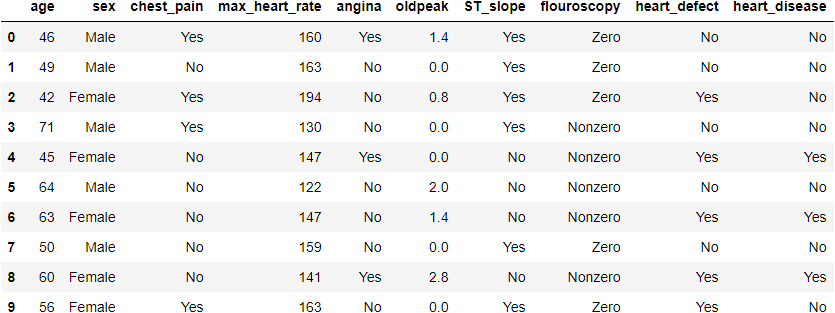 age sex chest_pain max_heart_rate angina oldpeak ST_slope flouroscopy heart_defect heart_disease
0 46 Male Yes 160 Yes 1.4 Yes Zero No No
1 49 Male No 163 No 0.0 Yes Zero No No
2 42 Female Yes 194 No 0.8 Yes Zero Yes No
3 71 Male Yes 130 No 0.0 Yes Nonzero No No
4 45 Female No 147 Yes 0.0 No Nonzero Yes Yes
5 64 Male No 122 No 2.0 No Nonzero No No
6 63 Female No 147 No 1.4 No Nonzero Yes Yes
7 50 Male No 159 No 0.0 Yes Zero No No
8 60 Female No 141 Yes 2.8 No Nonzero Yes Yes
9 56 Female Yes 163 No 0.0 Yes Zero Yes No